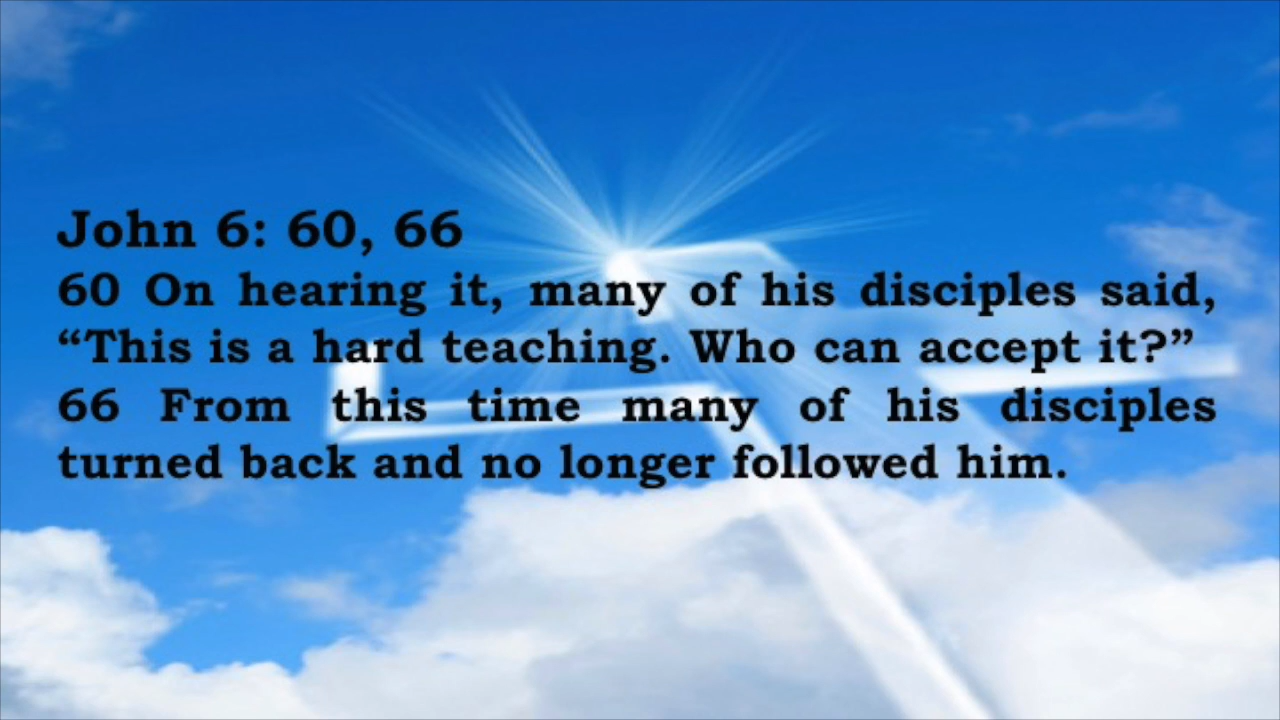 John 6: 60, 66
60 On hearing it, many of his disciples said,
“This is a hard teaching. Who can accept it?”
66 From this time many of his disciples
turned back and no longer followed him.